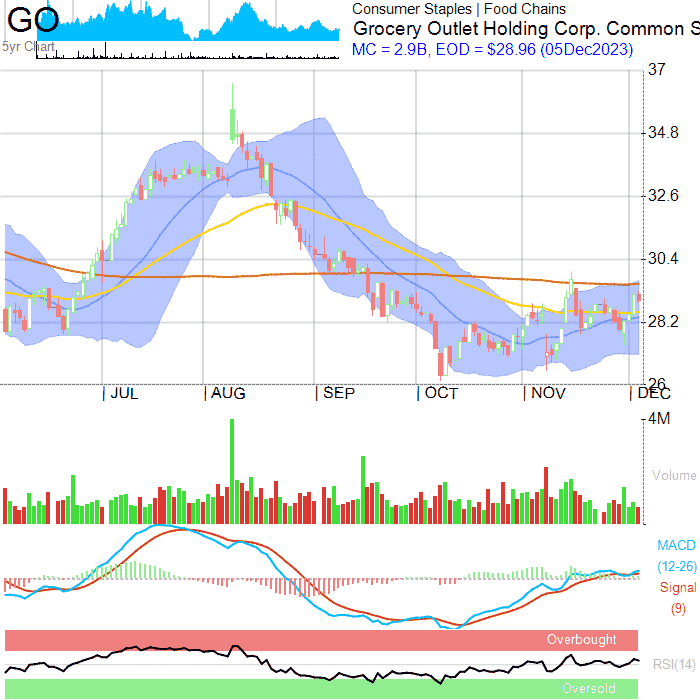 GO
5yr Chart
Consumer Staples | Food Chains
Grocery Outlet Holding Corp. Common S
MC = 2.9B, EOD = $28.96 (05Dec2023)
37
34.8
32.6
30.4
28.2
26
JUL
AUG
SEP
OCT
NOV
DEC
4M
Volume
MACD
(12-26)
Signal
(9)
Overbought
RSI(14)
Oversold